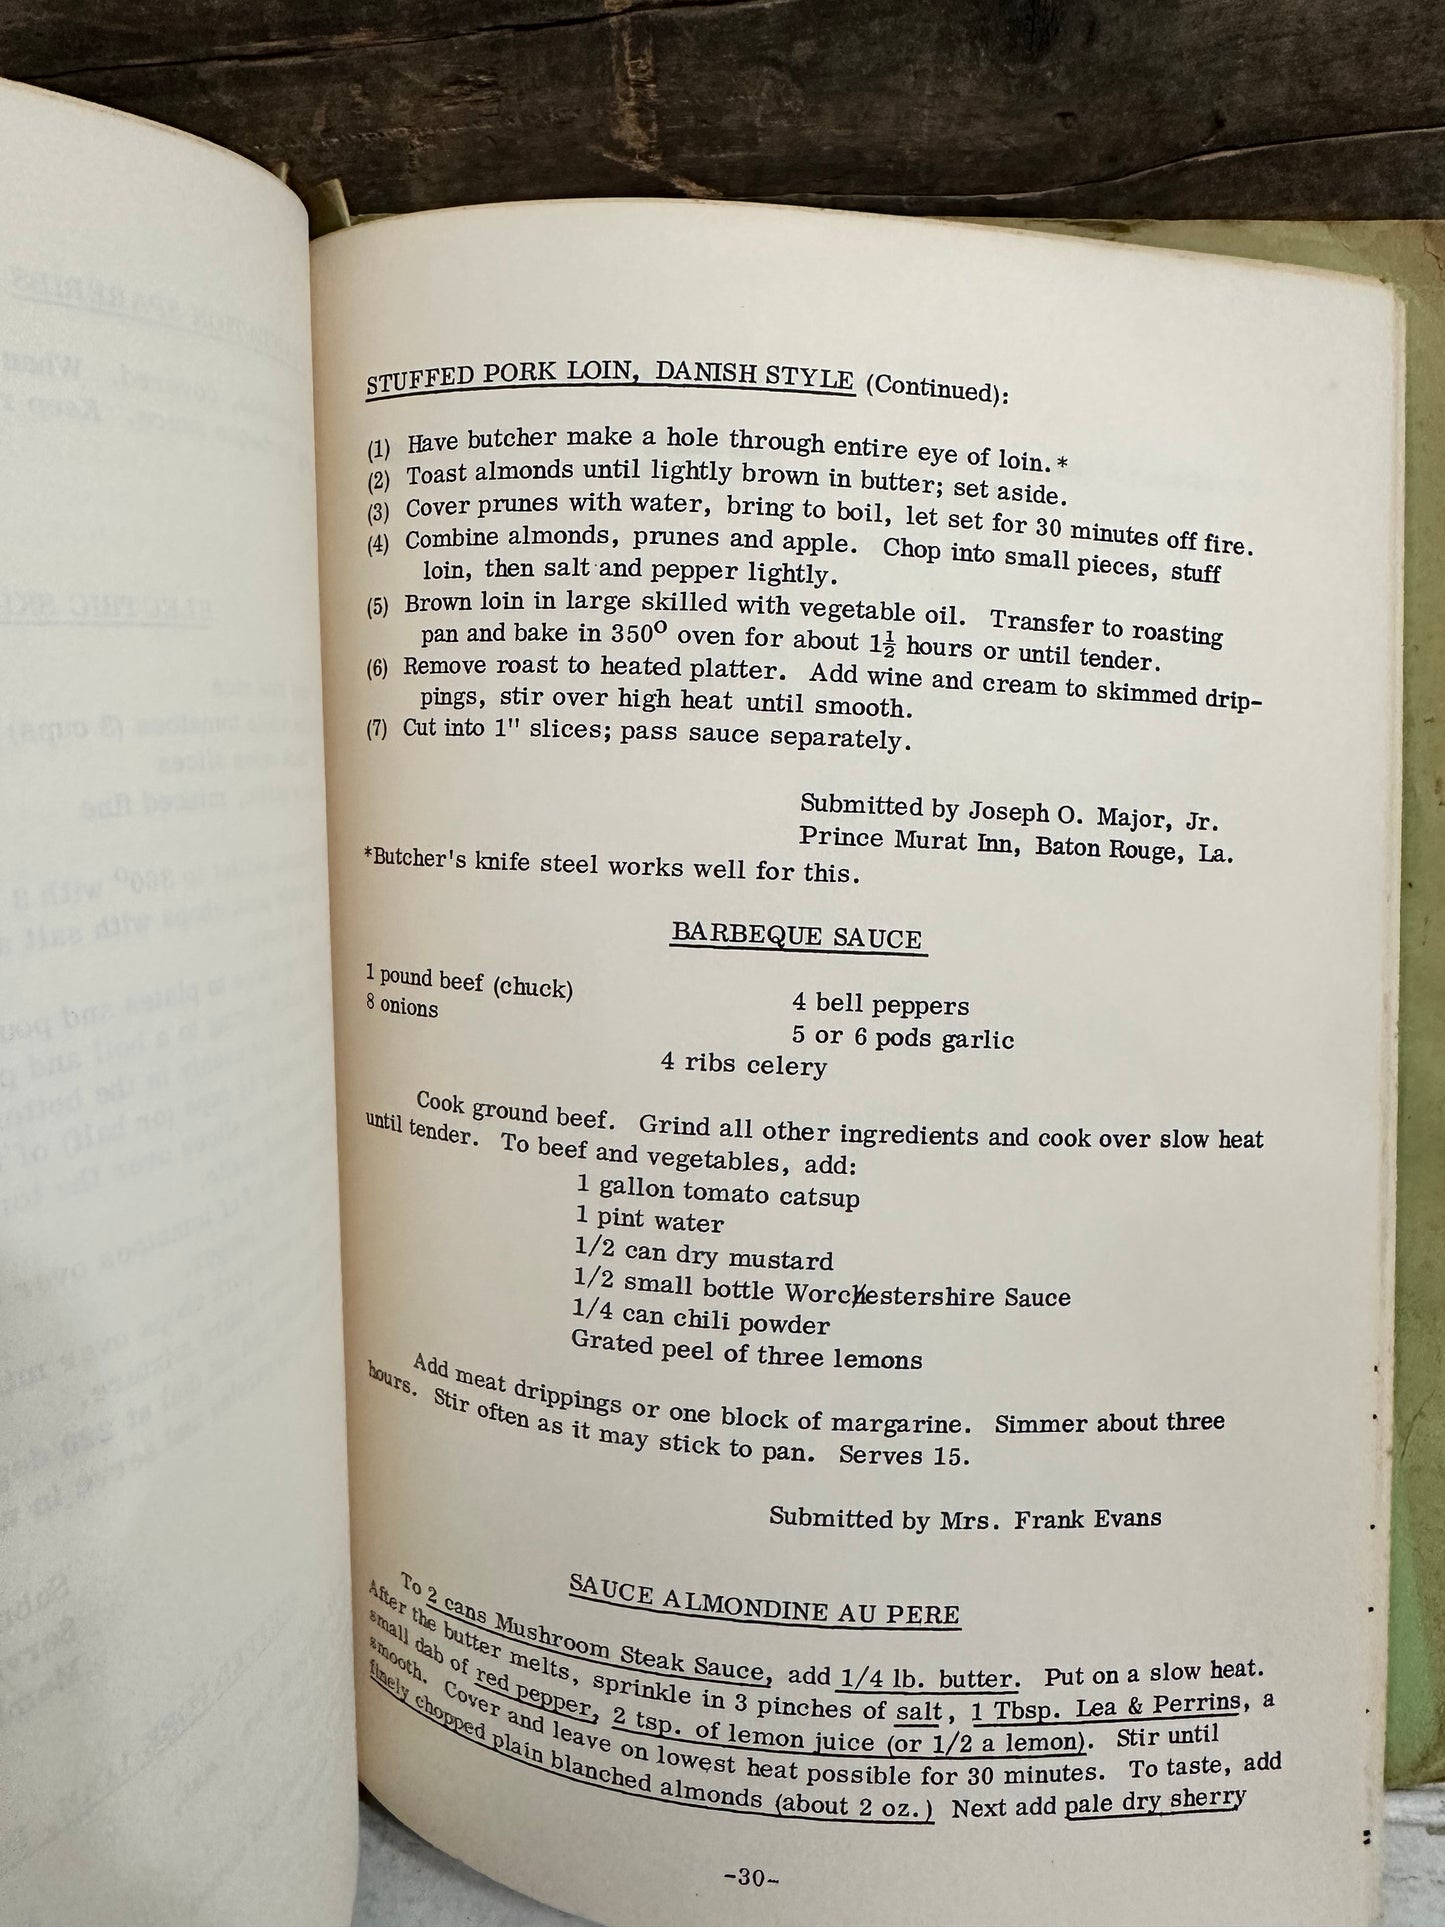 STUFFED PORK LOIN, DANISH STYLE (Continued):
(1) Have butcher make a hole through entire eye of loin. *
(2) Toast almonds until lightly brown in butter; set aside.
(3) Cover prunes with water, bring to boil, let set for 30 minutes off fire.
(4) Combine almonds, prunes and apple. Chop into small pieces, stuff
loin, then salt and pepper lightly.
(5) Brown loin in large skilled with vegetable oil. Transfer to roasting
pan and bake in 350° oven for about 1½ hours or until tender.
(6) Remove roast to heated platter. Add wine and cream to skimmed drip-
pings, stir over high heat until smooth.
(7) Cut into 1" slices; pass sauce separately.
Submitted by Joseph O. Major, Jr.
Prince Murat Inn, Baton Rouge, La.
*Butcher's knife steel works well for this.
BARBEQUE SAUCE
1 pound beef (chuck)
8 onions
4 bell peppers
5 or 6 pods garlic
4 ribs celery
Cook ground beef. Grind all other ingredients and cook over slow heat
until tender. To beef and vegetables, add:
1 gallon tomato catsup
1 pint water
1/2 can dry mustard
1/2 small bottle Worchestershire Sauce
1/4 can chili powder
Grated peel of three lemons
Add meat drippings or one block of margarine. Simmer about three
hours. Stir often as it may stick to pan. Serves 15.
Submitted by Mrs. Frank Evans
SAUCE ALMONDINE AU PERE
To 2 cans Mushroom Steak Sauce, add 1/4 lb. butter. Put on a slow heat.
After the butter melts, sprinkle in 3 pinches of salt, 1 Tbsp. Lea & Perrins, a
small dab of red pepper, 2 tsp. of lemon juice (or 1/2 a lemon). Stir until
smooth. Cover and leave on lowest heat possible for 30 minutes. To taste, add
finely chopped plain blanched almonds (about 2 oz.) Next add pale dry sherry
-30-